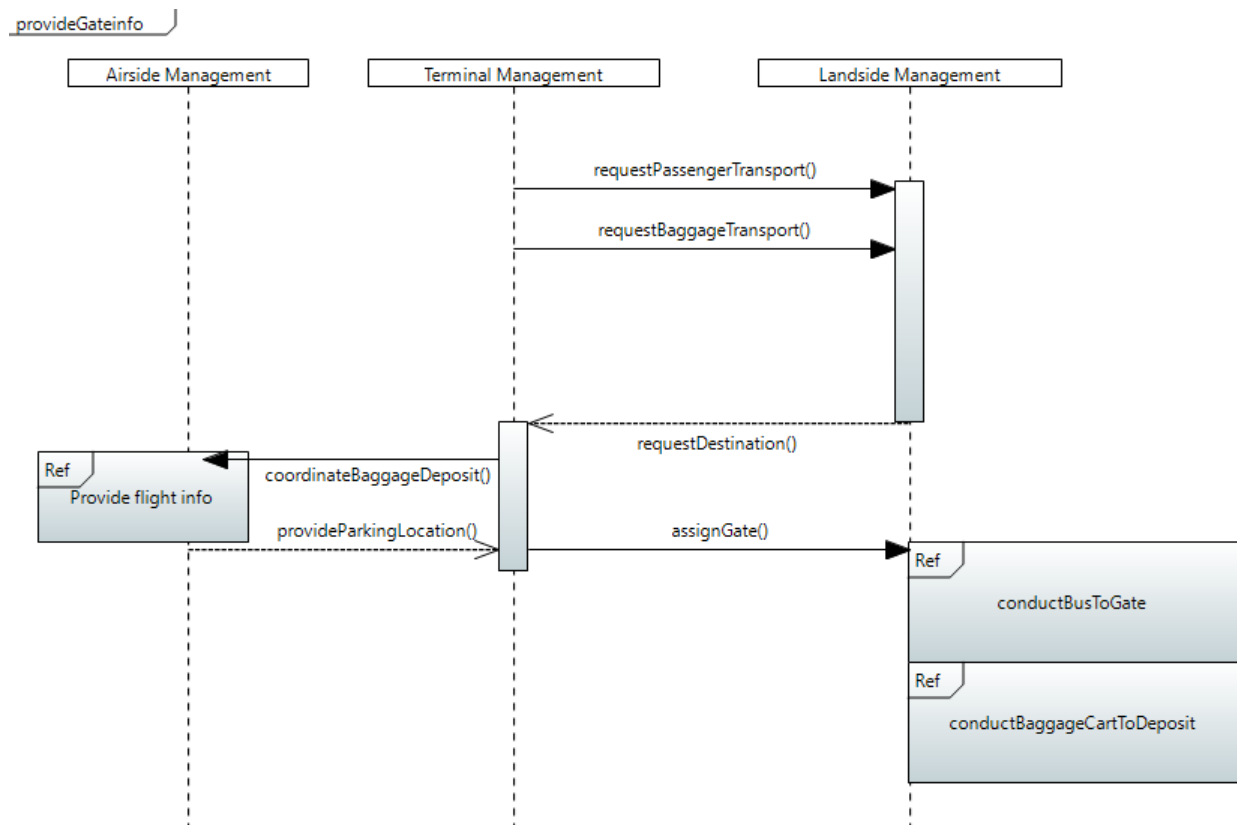 provideGateinfo
Airside Management
Terminal Management
Landside Management
requestPassengerTransport()
requestBaggageTransport()
requestDestination()
Ref
Provide flight info
coordinateBaggageDeposit()
provideParkingLocation()
assignGate()
Ref
conductBusToGate
Ref
conductBaggageCartToDeposit